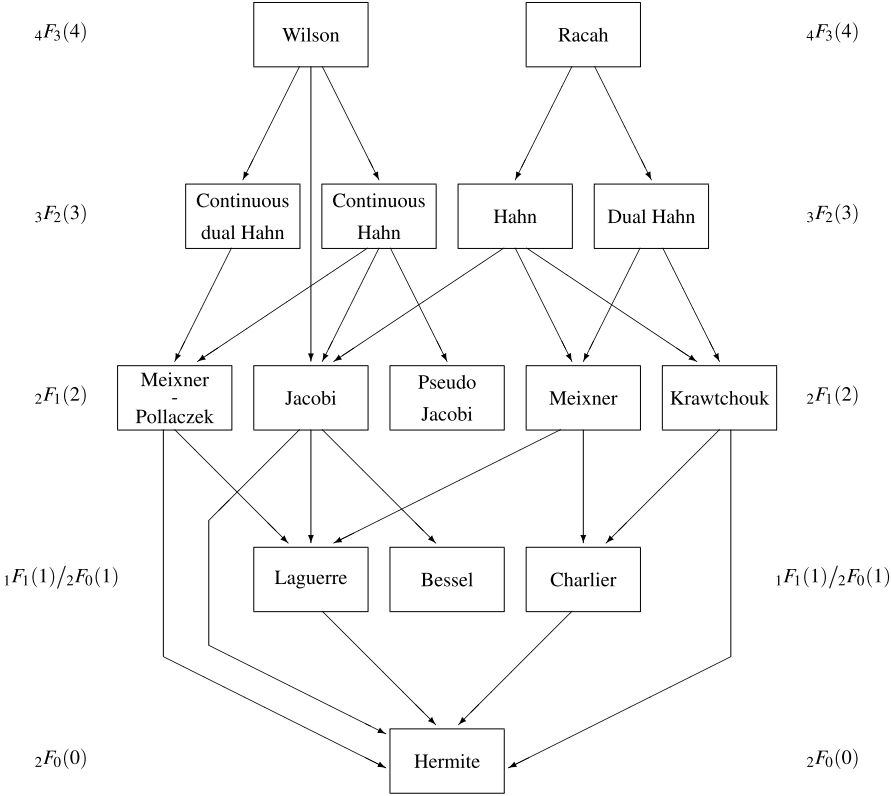 ₄F₃(4) Wilson Racah ₄F₃(4)
₃F₂(3) Continuous dual Hahn Continuous Hahn Hahn Dual Hahn ₃F₂(3)
₂F₁(2) Meixner - Pollaczek Jacobi Pseudo Jacobi Meixner Krawtchouk ₂F₁(2)
₁F₁(1)/₂F₀(1) Laguerre Bessel Charlier ₁F₁(1)/₂F₀(1)
₂F₀(0) Hermite ₂F₀(0)